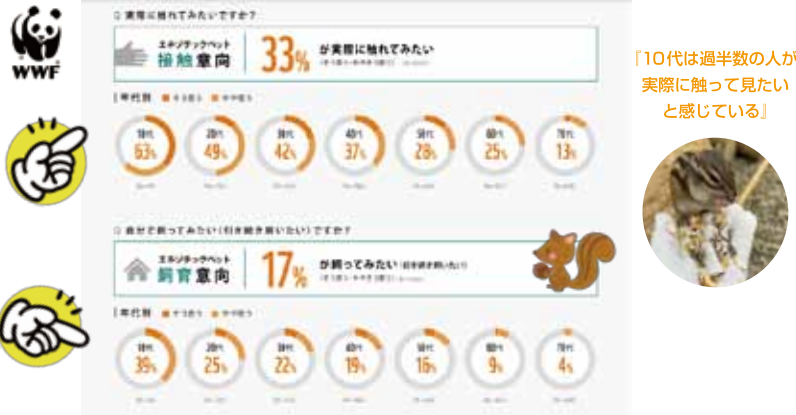 WWF
Q 実際に触れてみたいですか?
エキゾチックペット
接触意向
33%
が実際に触れてみたい
年代別 そう思う やや思う
10代 20代 30代 40代 50代 60代 70代
63% 49% 42% 37% 28% 25% 13%
Q 自分で飼ってみたい(引き続き飼いたい)ですか?
エキゾチックペット
飼育意向
17%
が飼ってみたい(引き続き飼いたい)
年代別 そう思う やや思う
10代 20代 30代 40代 50代 60代 70代
39% 25% 22% 19% 16% 9% 4%
『10代は過半数の人が
実際に触って見たい
と感じている』